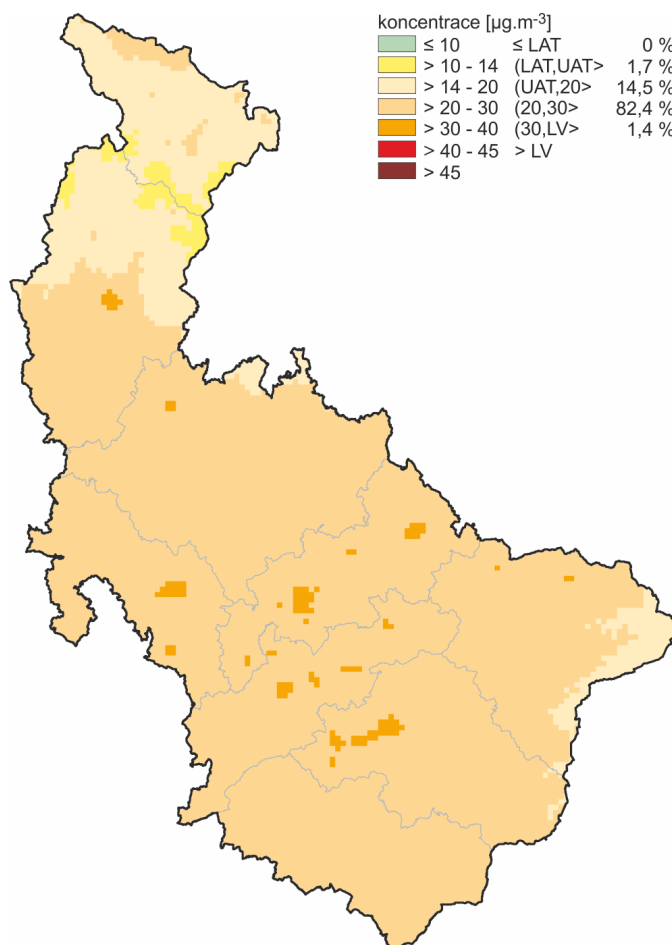 koncentrace [µg.m-3]
≤ 10 ≤ LAT 0 %
> 10 - 14 (LAT,UAT> 1,7 %
> 14 - 20 (UAT,20> 14,5 %
> 20 - 30 (20,30> 82,4 %
> 30 - 40 (30,LV> 1,4 %
> 40 - 45 > LV
> 45